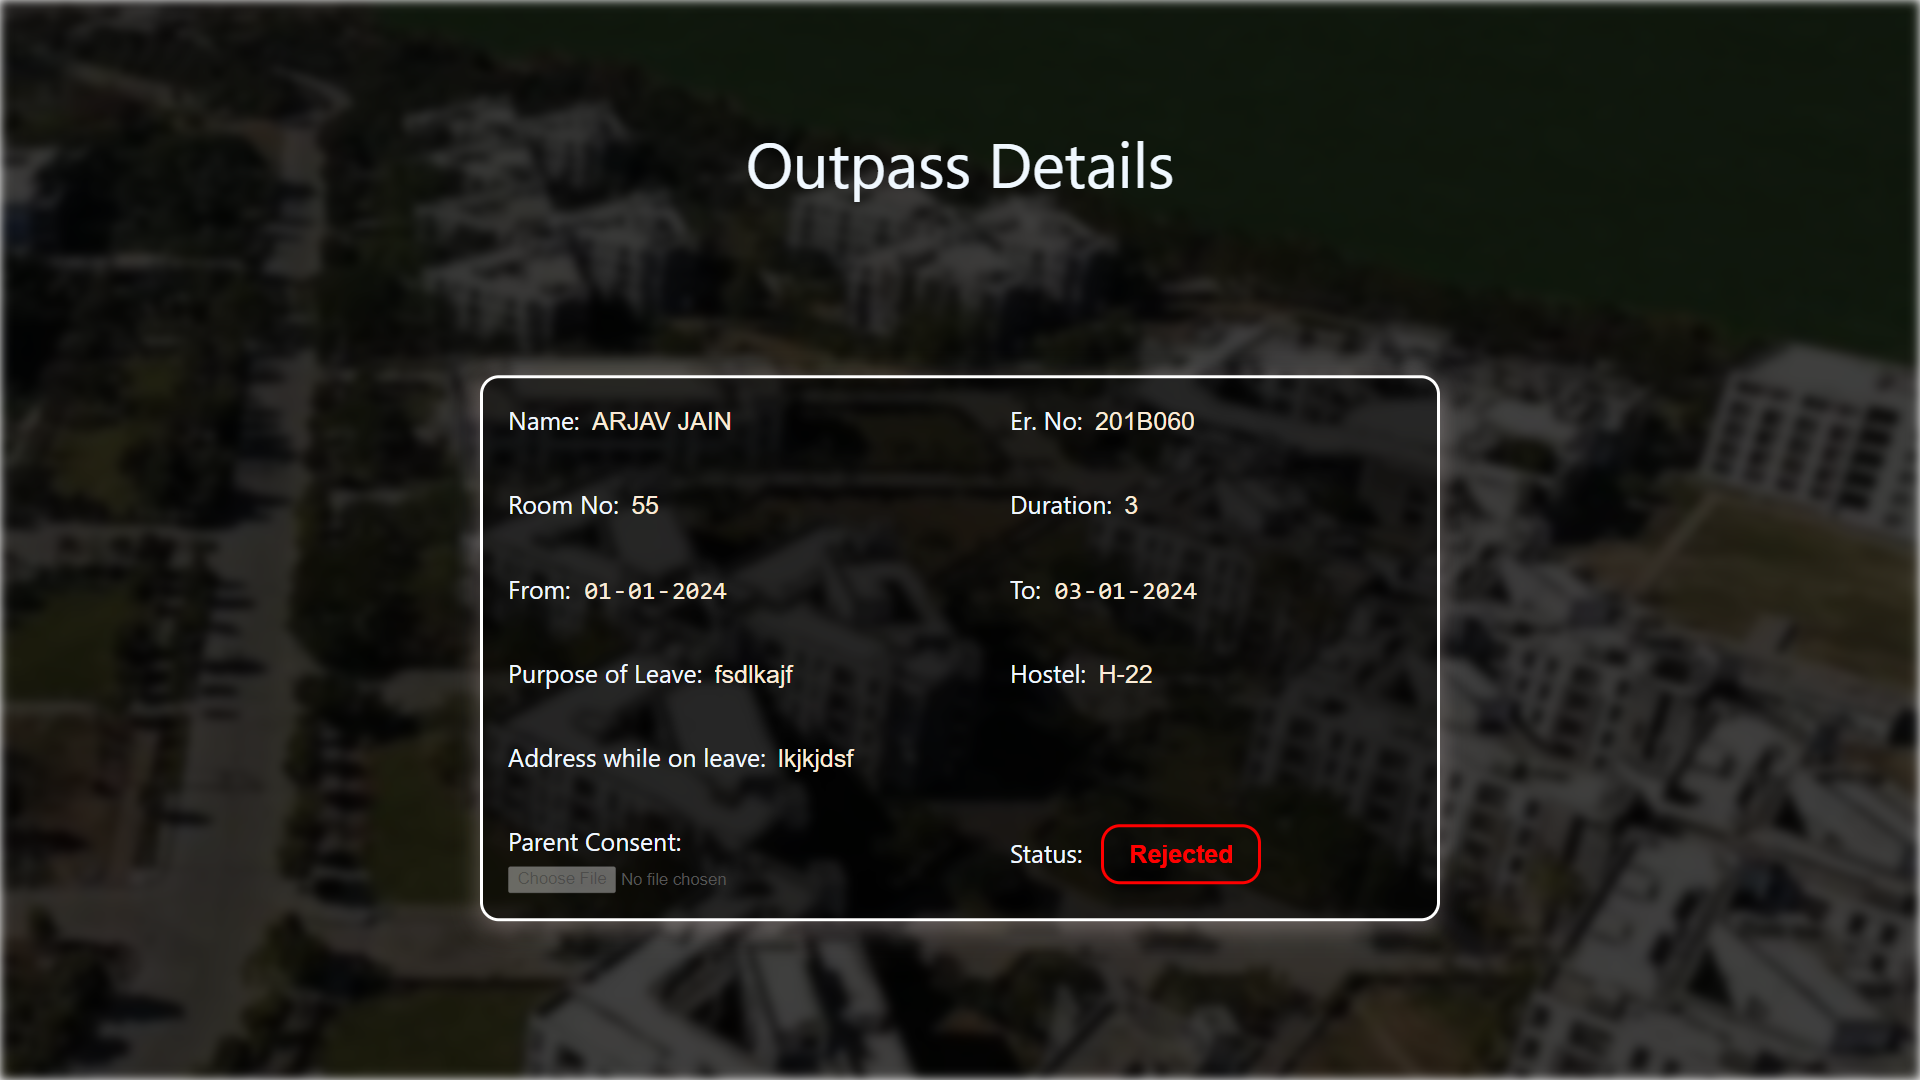 Outpass Details
Name: ARJAV JAIN
Er. No: 201B060
Room No: 55
Duration: 3
From: 01-01-2024
To: 03-01-2024
Purpose of Leave: fsdlkajf
Hostel: H-22
Address while on leave: lkjkjdsf
Parent Consent:
Choose File No file chosen
Status: Rejected